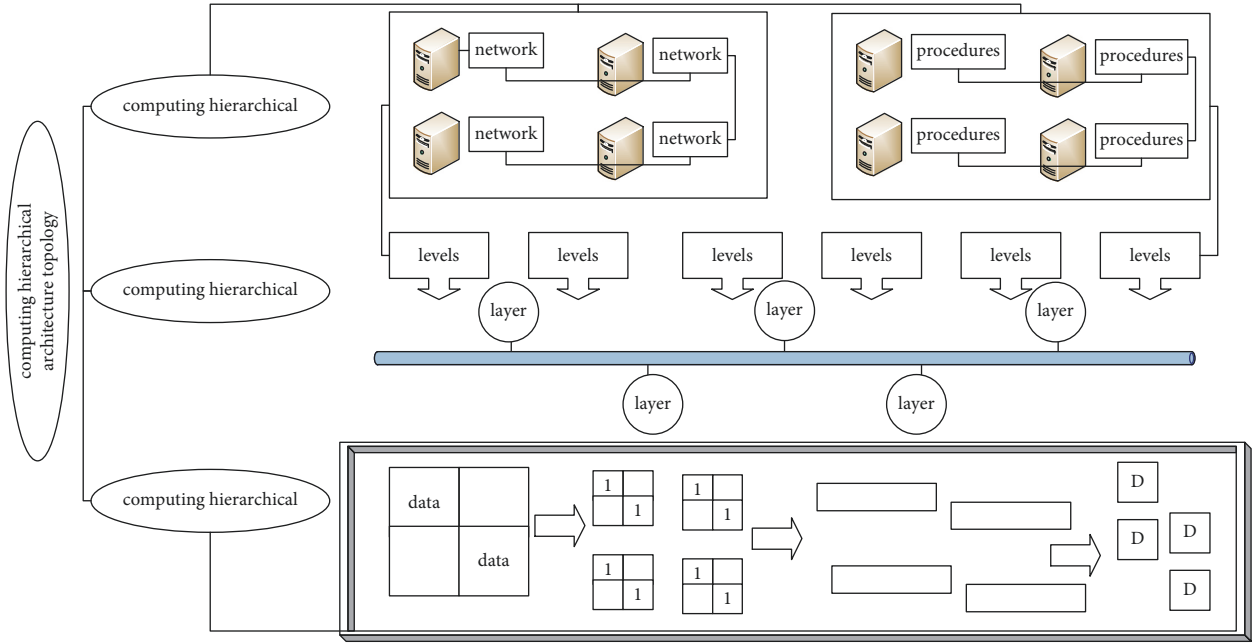 computing hierarchical
architecture topology
computing hierarchical
network
network
network
network
procedures
procedures
procedures
procedures
computing hierarchical
levels
levels
levels
levels
levels
levels
layer
layer
layer
layer
layer
computing hierarchical
data
data
1
1
1
1
1
1
1
1
D
D
D
D